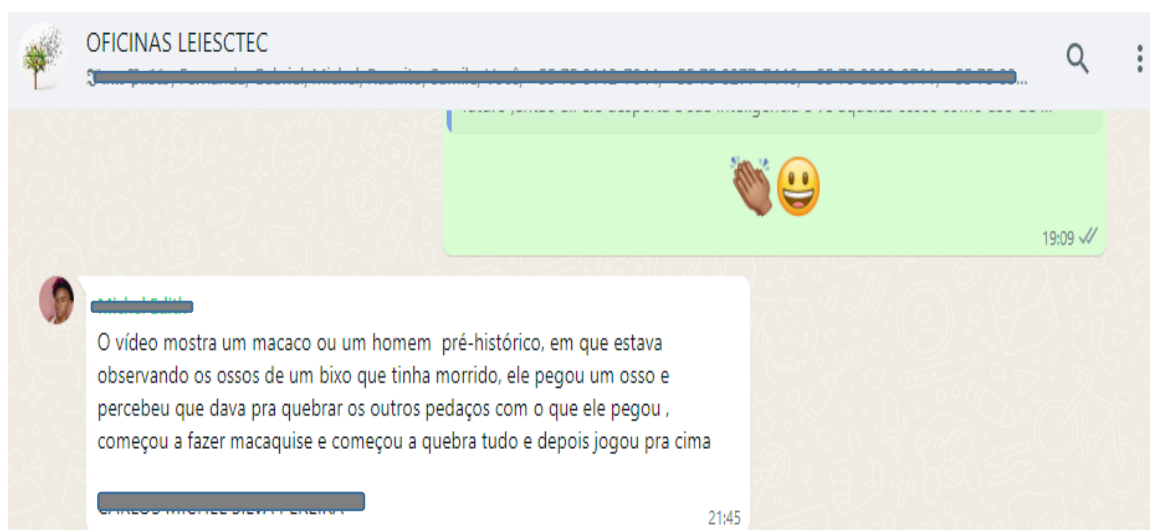 OFICINAS LEIESCTEC
19:09
O vídeo mostra um macaco ou um homem pré-histórico, em que estava
observando os ossos de um bixo que tinha morrido, ele pegou um osso e
percebeu que dava pra quebrar os outros pedaços com o que ele pegou ,
começou a fazer macaquise e começou a quebra tudo e depois jogou pra cima
21:45